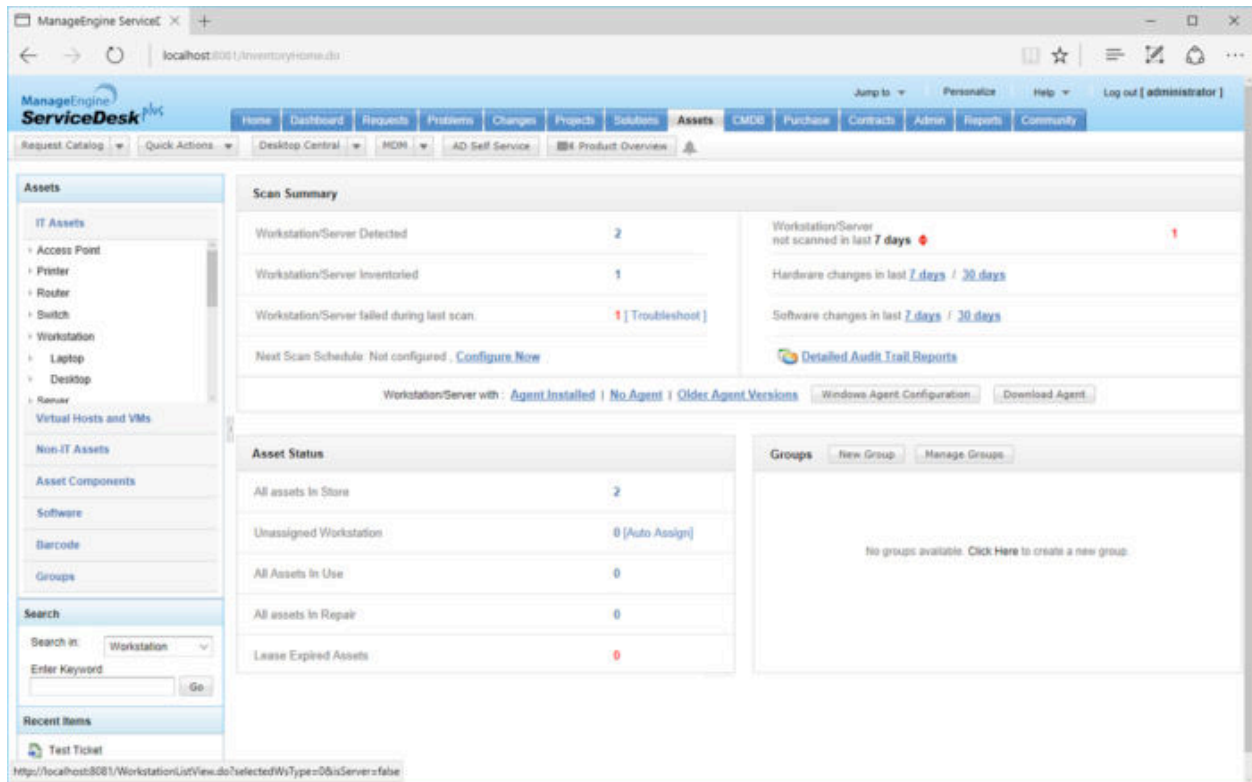 ManageEngine ServiceD
localhost:8081/InventoryHome.do
ManageEngine
ServiceDesk plus
Jump to
Personalize
Help
Log out [ administrator ]
Home Dashboard Requests Problems Changes Projects Solutions Assets CMDB Purchase Contracts Admin Reports Community
Request Catalog Quick Actions Desktop Central MDM AD Self Service Product Overview
Assets
IT Assets
Access Point
Printer
Router
Switch
Workstation
Laptop
Desktop
Server
Virtual Hosts and VMs
Non-IT Assets
Asset Components
Software
Barcode
Groups
Search
Search in: Workstation
Enter Keyword
Go
Recent Items
Test Ticket
http://localhost:8081/WorkstationListView.do?selectedWsType=0&isServer=false
Scan Summary
Workstation/Server Detected 2
Workstation/Server Inventoried 1
Workstation/Server failed during last scan. 1 [ Troubleshoot ]
Next Scan Schedule Not configured . Configure Now
Workstation/Server
not scanned in last 7 days 1
Hardware changes in last 7 days / 30 days
Software changes in last 7 days / 30 days
Detailed Audit Trail Reports
Workstation/Server with : Agent Installed | No Agent | Older Agent Versions Windows Agent Configuration Download Agent
Asset Status
All assets In Store 2
Unassigned Workstation 0 [Auto Assign]
All Assets In Use 0
All assets In Repair 0
Lease Expired Assets 0
Groups New Group Manage Groups
No groups available. Click Here to create a new group.